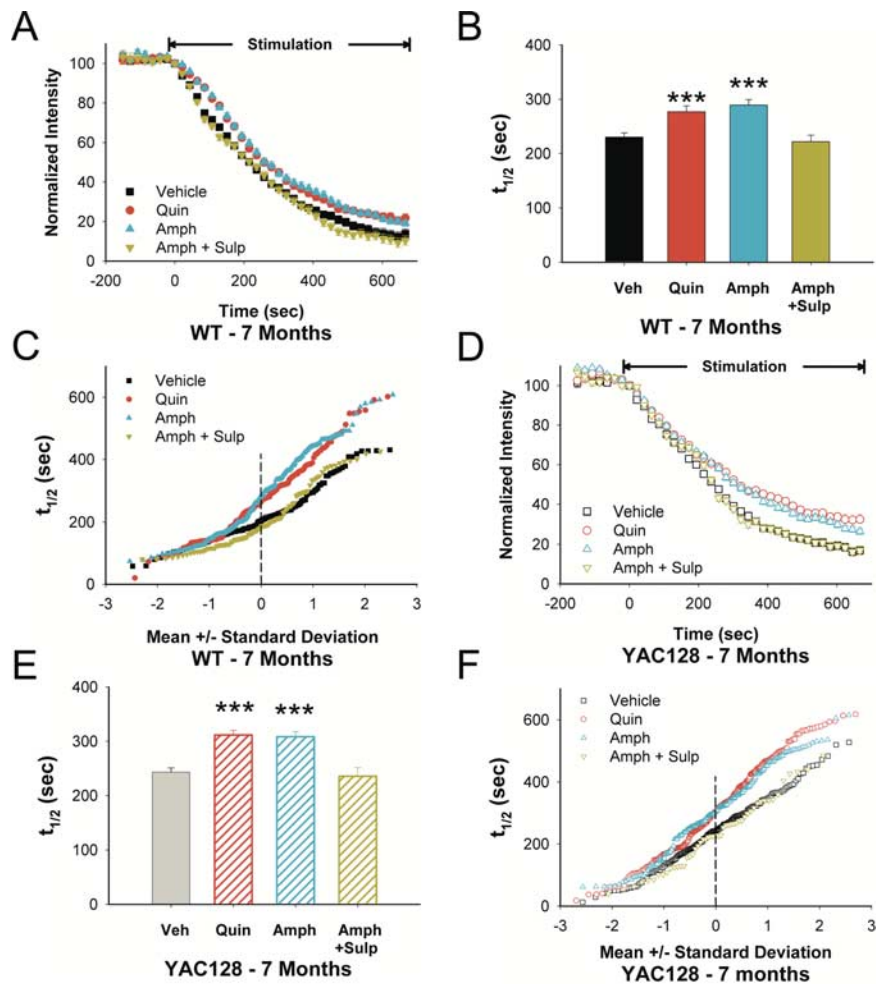 A
Stimulation
Normalized Intensity
100
80
60
40
20
0
Vehicle
Quin
Amph
Amph + Sulp
-200
0
200
400
600
Time (sec)
WT - 7 Months
B
***
***
t1/2 (sec)
400
300
200
100
0
Veh
Quin
Amph
Amph
+Sulp
WT - 7 Months
C
Vehicle
Quin
Amph
Amph + Sulp
t1/2 (sec)
600
400
200
0
-3
-2
-1
0
1
2
3
Mean +/- Standard Deviation
WT - 7 Months
D
Stimulation
Normalized Intensity
100
80
60
40
20
0
Vehicle
Quin
Amph
Amph + Sulp
-200
0
200
400
600
Time (sec)
YAC128 - 7 Months
E
***
***
t1/2 (sec)
400
300
200
100
0
Veh
Quin
Amph
Amph
+Sulp
YAC128 - 7 Months
F
Vehicle
Quin
Amph
Amph + Sulp
t1/2 (sec)
600
400
200
0
-3
-2
-1
0
1
2
3
Mean +/- Standard Deviation
YAC128 - 7 months